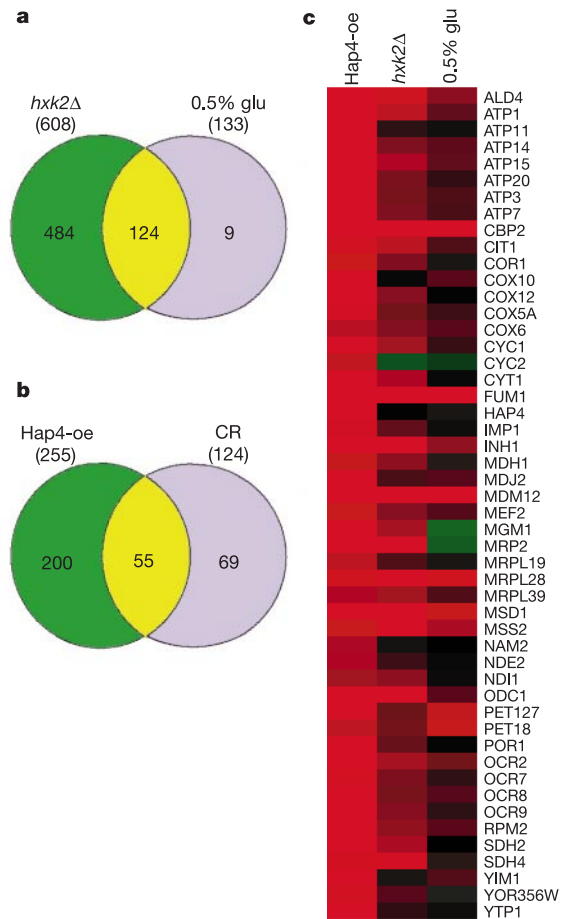 a
hxk2Δ
(608)
0.5% glu
(133)
484
124
9
b
Hap4-oe
(255)
CR
(124)
200
55
69
c
Hap4-oe
hxk2Δ
0.5% glu
ALD4
ATP1
ATP11
ATP14
ATP15
ATP20
ATP3
ATP7
CBP2
CIT1
COR1
COX10
COX12
COX5A
COX6
CYC1
CYC2
CYT1
FUM1
HAP4
IMP1
INH1
MDH1
MDJ2
MDM12
MEF2
MGM1
MRP2
MRPL19
MRPL28
MRPL39
MSD1
MSS2
NAM2
NDE2
NDI1
ODC1
PET127
PET18
POR1
OCR2
OCR7
OCR8
OCR9
RPM2
SDH2
SDH4
YIM1
YOR356W
YTP1